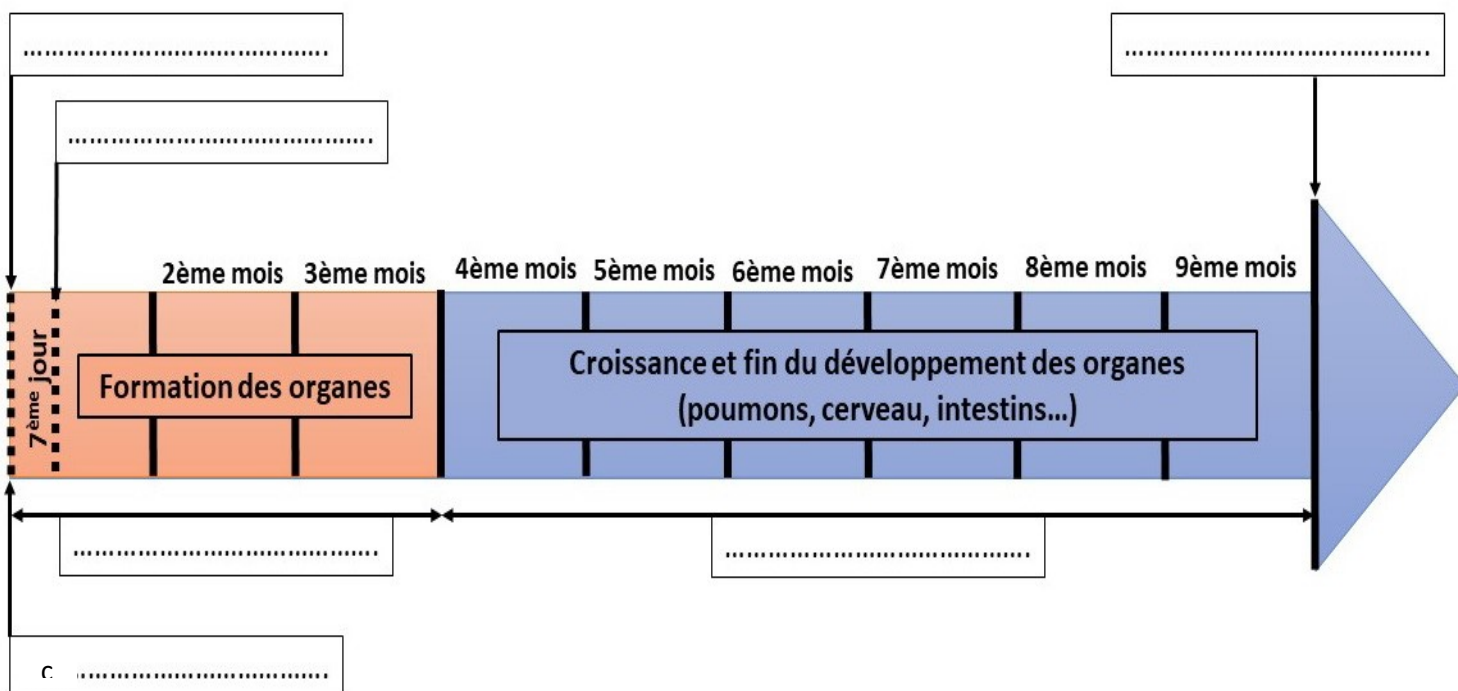 ……………………………………….
……………………………………….
……………………………………….
2ème mois
3ème mois
4ème mois
5ème mois
6ème mois
7ème mois
8ème mois
9ème mois
7ème jour
Formation des organes
Croissance et fin du développement des organes
(poumons, cerveau, intestins…)
……………………………………….
……………………………………….
C ……………………………….